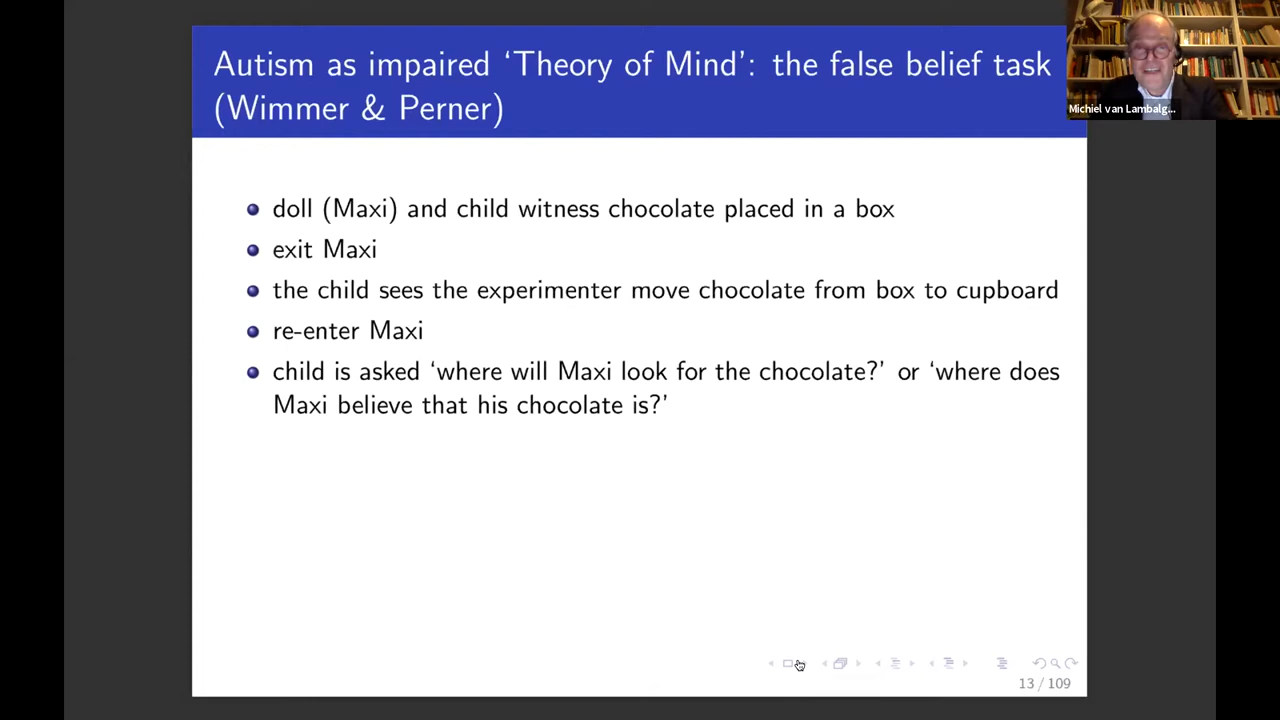 Autism as impaired ‘Theory of Mind’: the false belief task
(Wimmer & Perner)
Michiel van Lambalg...
doll (Maxi) and child witness chocolate placed in a box
exit Maxi
the child sees the experimenter move chocolate from box to cupboard
re-enter Maxi
child is asked ‘where will Maxi look for the chocolate?’ or ‘where does
Maxi believe that his chocolate is?’
13 / 109